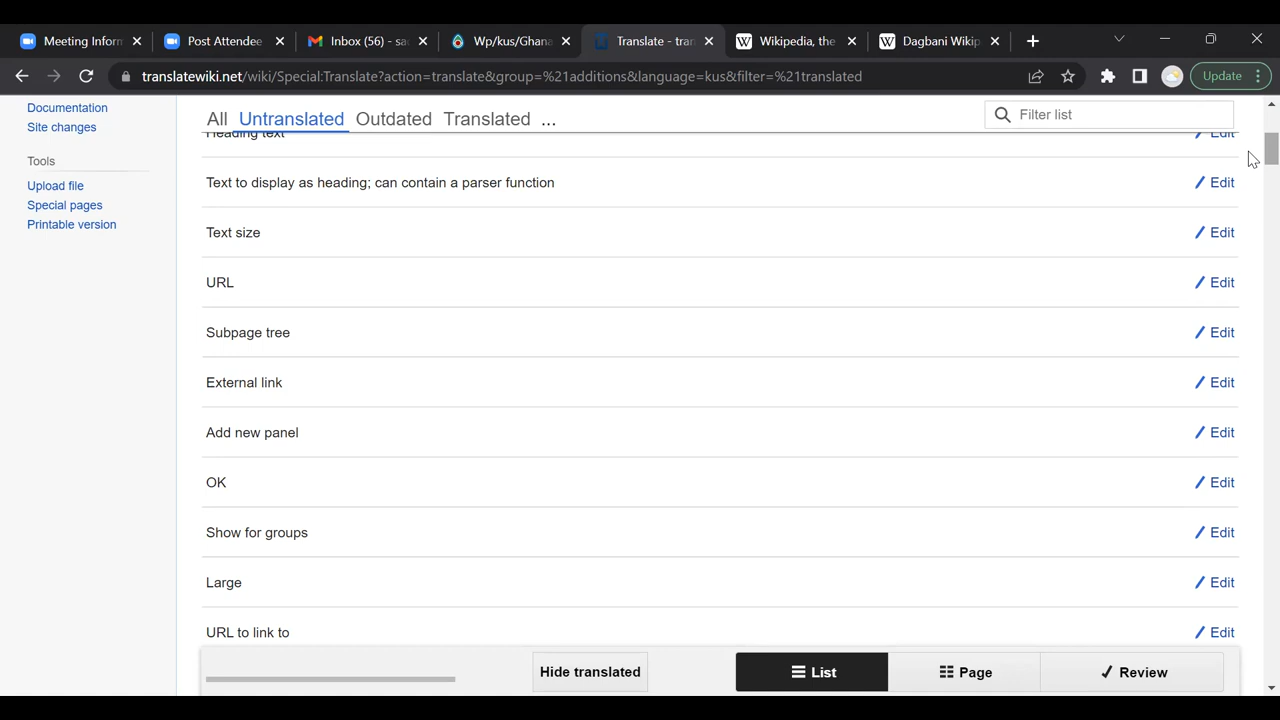 Meeting Inforr
Post Attendee
Inbox (56) - sa
Wp/kus/Ghana
Translate - tran
Wikipedia, the
Dagbani Wikip
translatewiki.net/wiki/Special:Translate?action=translate&group=%21additions&language=kus&filter=%21translated
Update
Documentation
Site changes
Tools
Upload file
Special pages
Printable version
All Untranslated Outdated Translated ...
Filter list
Heading text Edit
Text to display as heading; can contain a parser function Edit
Text size Edit
URL Edit
Subpage tree Edit
External link Edit
Add new panel Edit
OK Edit
Show for groups Edit
Large Edit
URL to link to Edit
Hide translated
List
Page
Review